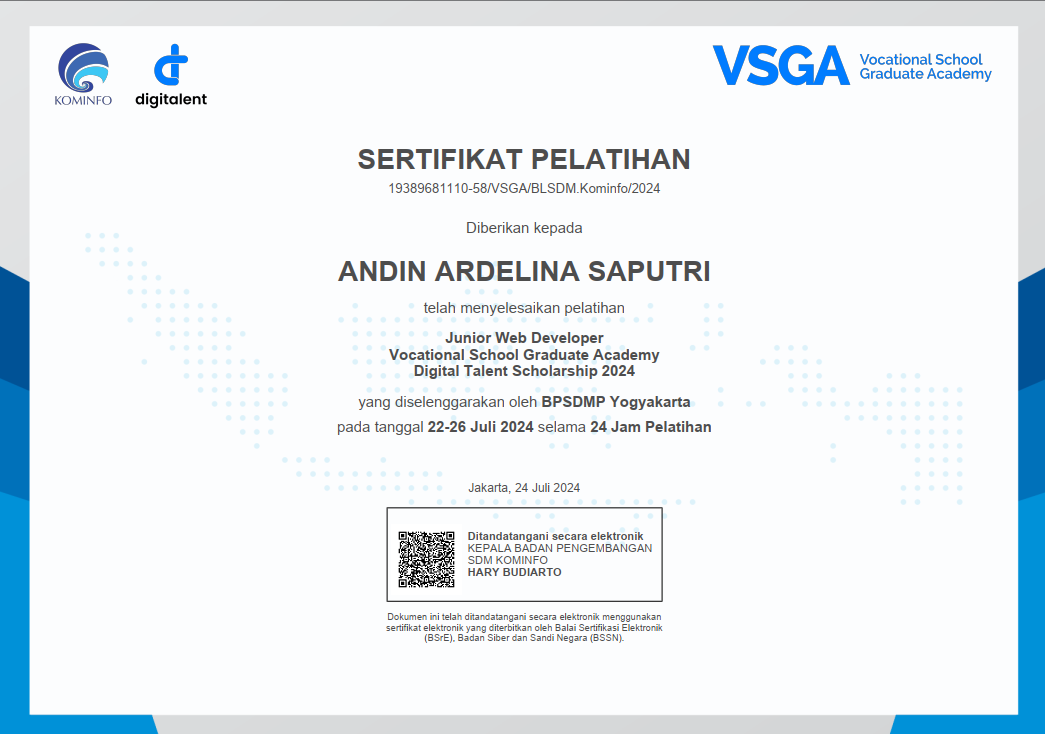 KOMINFO
digitalent
VSGA Vocational School
Graduate Academy
SERTIFIKAT PELATIHAN
19389681110-58/VSGA/BLSDM.Kominfo/2024
Diberikan kepada
ANDIN ARDELINA SAPUTRI
telah menyelesaikan pelatihan
Junior Web Developer
Vocational School Graduate Academy
Digital Talent Scholarship 2024
yang diselenggarakan oleh BPSDMP Yogyakarta
pada tanggal 22-26 Juli 2024 selama 24 Jam Pelatihan
Jakarta, 24 Juli 2024
Ditandatangani secara elektronik
KEPALA BADAN PENGEMBANGAN
SDM KOMINFO
HARY BUDIARTO
Dokumen ini telah ditandatangani secara elektronik menggunakan
sertifikat elektronik yang diterbitkan oleh Balai Sertifikasi Elektronik
(BSrE), Badan Siber dan Sandi Negara (BSSN).